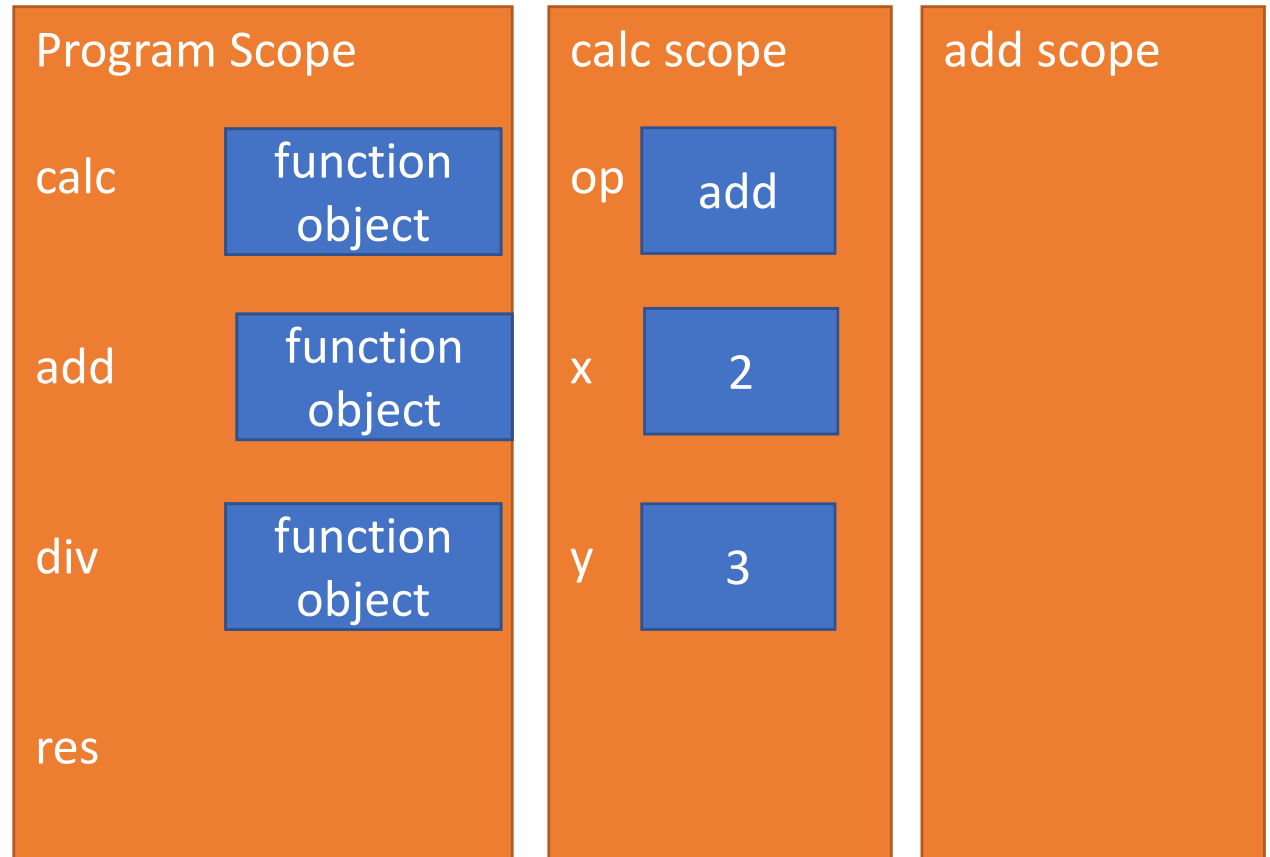 Program Scope
calc
function
object
add
function
object
div
function
object
res
calc scope
op
add
x
2
y
3
add scope